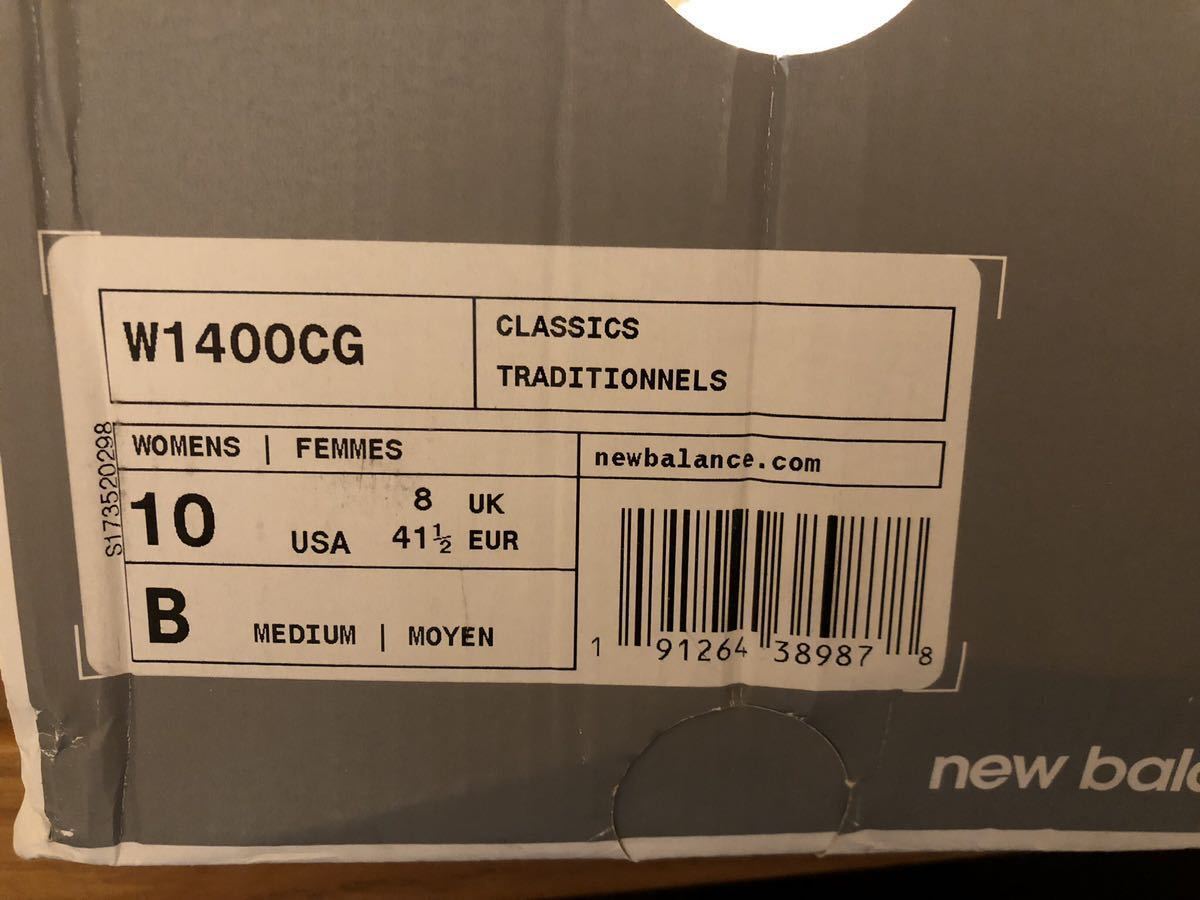 W1400CG
CLASSICS
TRADITIONNELS
S173520298
WOMENS | FEMMES
newbalance.com
10 USA
8 UK
41½ EUR
B MEDIUM | MOYEN
1 91264 38987 8
new bala